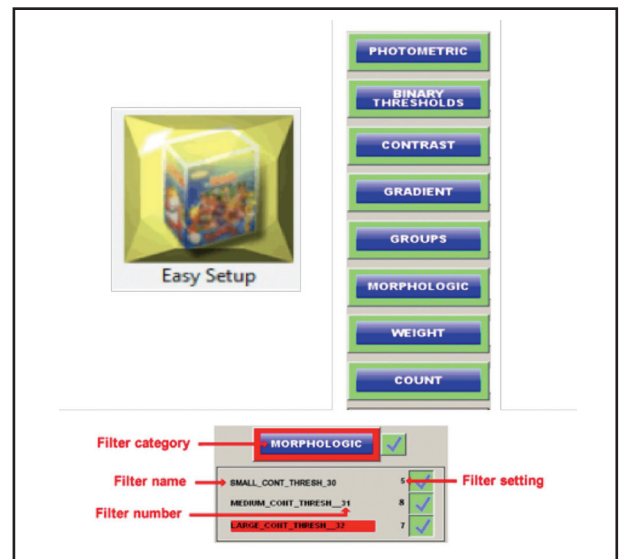 PHOTOMETRIC
BINARY
THRESHOLDS
CONTRAST
GRADIENT
GROUPS
MORPHOLOGIC
WEIGHT
COUNT
Easy Setup
Filter category
MORPHOLOGIC
Filter name
SMALL_CONT_THRESH_30
5
Filter setting
MEDIUM_CONT_THRESH__31
8
Filter number
LARGE_CONT_THRESH__32
7